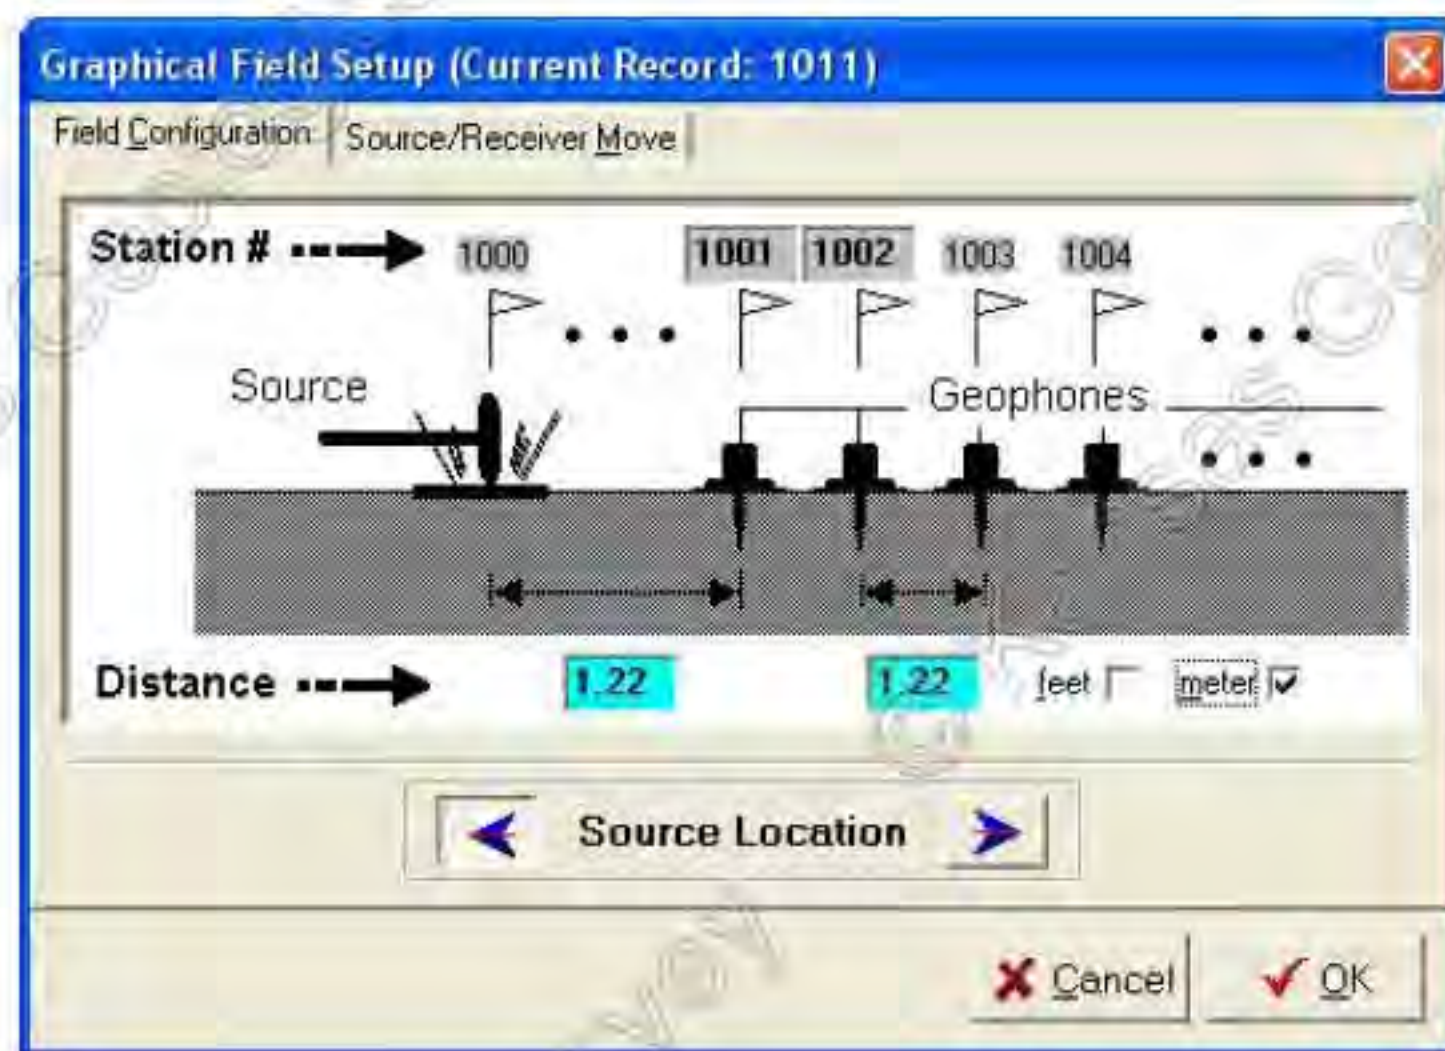 Graphical Field Setup (Current Record: 1011)
Field Configuration Source/Receiver Move
Station # 1000 1001 1002 1003 1004
Source
Geophones
Distance 1.22 1.22 feet meter
Source Location
Cancel OK